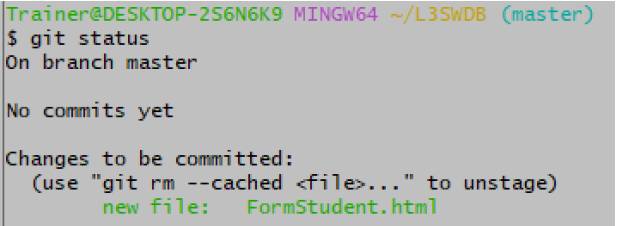 Trainer@DESKTOP-2S6N6K9 MINGW64 ~/L3SWDB (master)
$ git status
On branch master
No commits yet
Changes to be committed:
(use "git rm --cached <file>..." to unstage)
new file: FormStudent.html